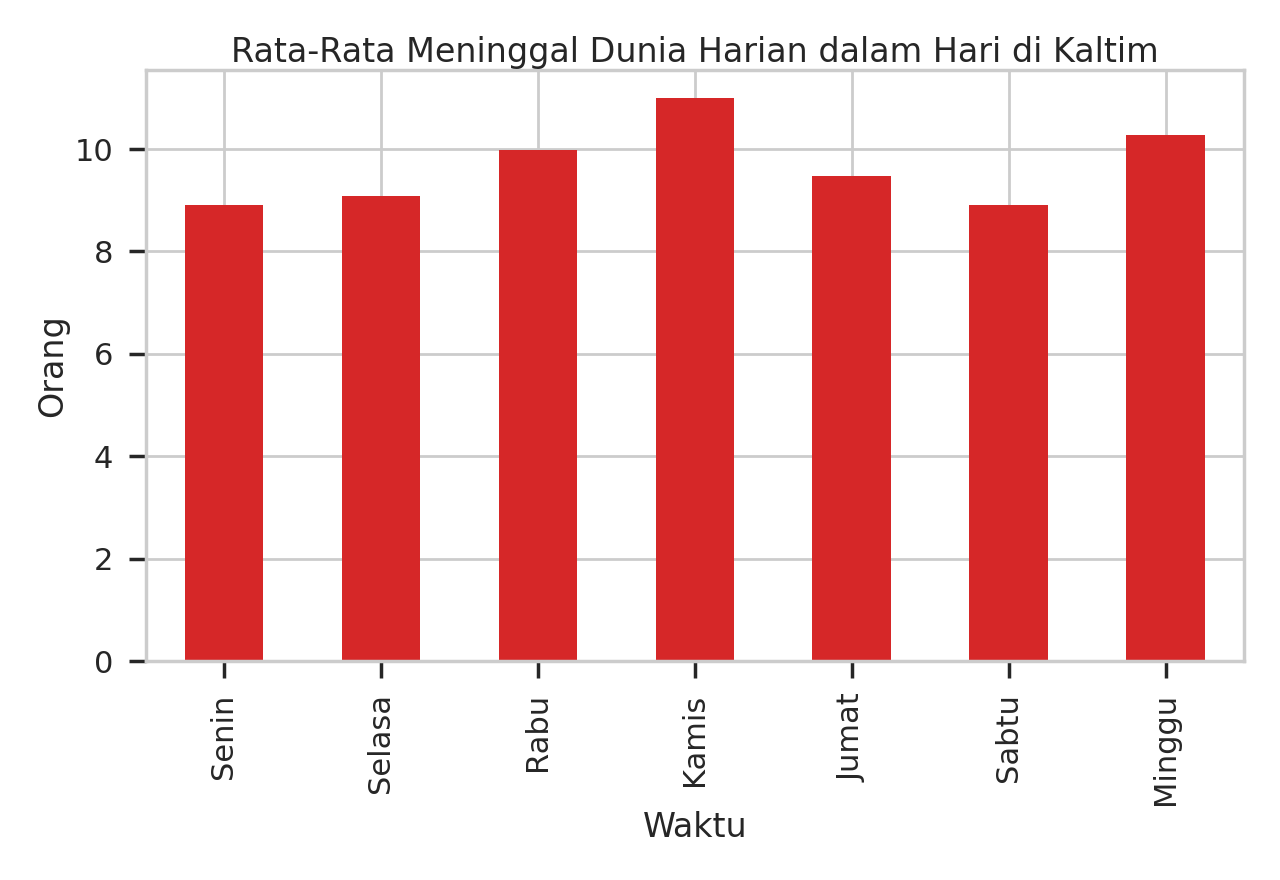 Rata-Rata Meninggal Dunia Harian dalam Hari di Kaltim
Orang
10
8
6
4
2
0
Senin
Selasa
Rabu
Kamis
Jumat
Sabtu
Minggu
Waktu